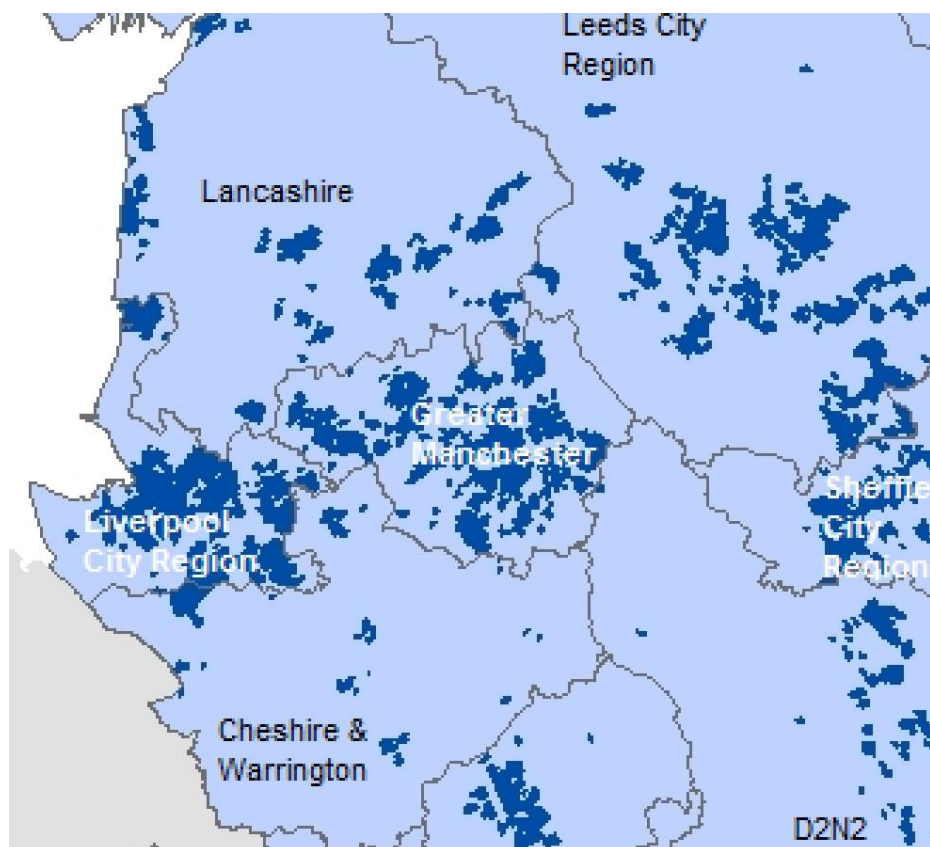 Leeds City
Region
Lancashire
Greater
Manchester
Sheffie
City
Region
Liverpool
City Region
Cheshire &
Warrington
D2N2